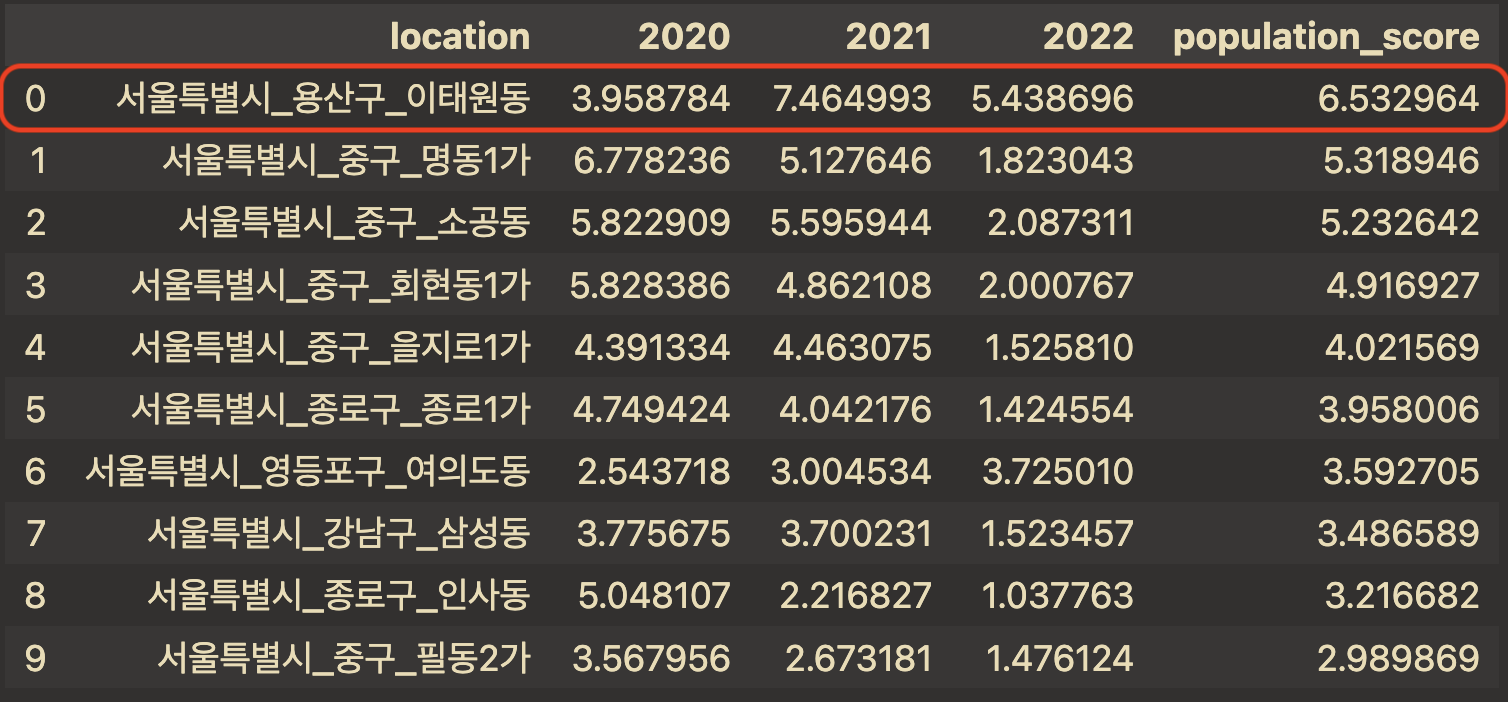 location 2020 2021 2022 population_score
0 서울특별시_용산구_이태원동 3.958784 7.464993 5.438696 6.532964
1 서울특별시_중구_명동1가 6.778236 5.127646 1.823043 5.318946
2 서울특별시_중구_소공동 5.822909 5.595944 2.087311 5.232642
3 서울특별시_중구_회현동1가 5.828386 4.862108 2.000767 4.916927
4 서울특별시_중구_을지로1가 4.391334 4.463075 1.525810 4.021569
5 서울특별시_종로구_종로1가 4.749424 4.042176 1.424554 3.958006
6 서울특별시_영등포구_여의도동 2.543718 3.004534 3.725010 3.592705
7 서울특별시_강남구_삼성동 3.775675 3.700231 1.523457 3.486589
8 서울특별시_종로구_인사동 5.048107 2.216827 1.037763 3.216682
9 서울특별시_중구_필동2가 3.567956 2.673181 1.476124 2.989869